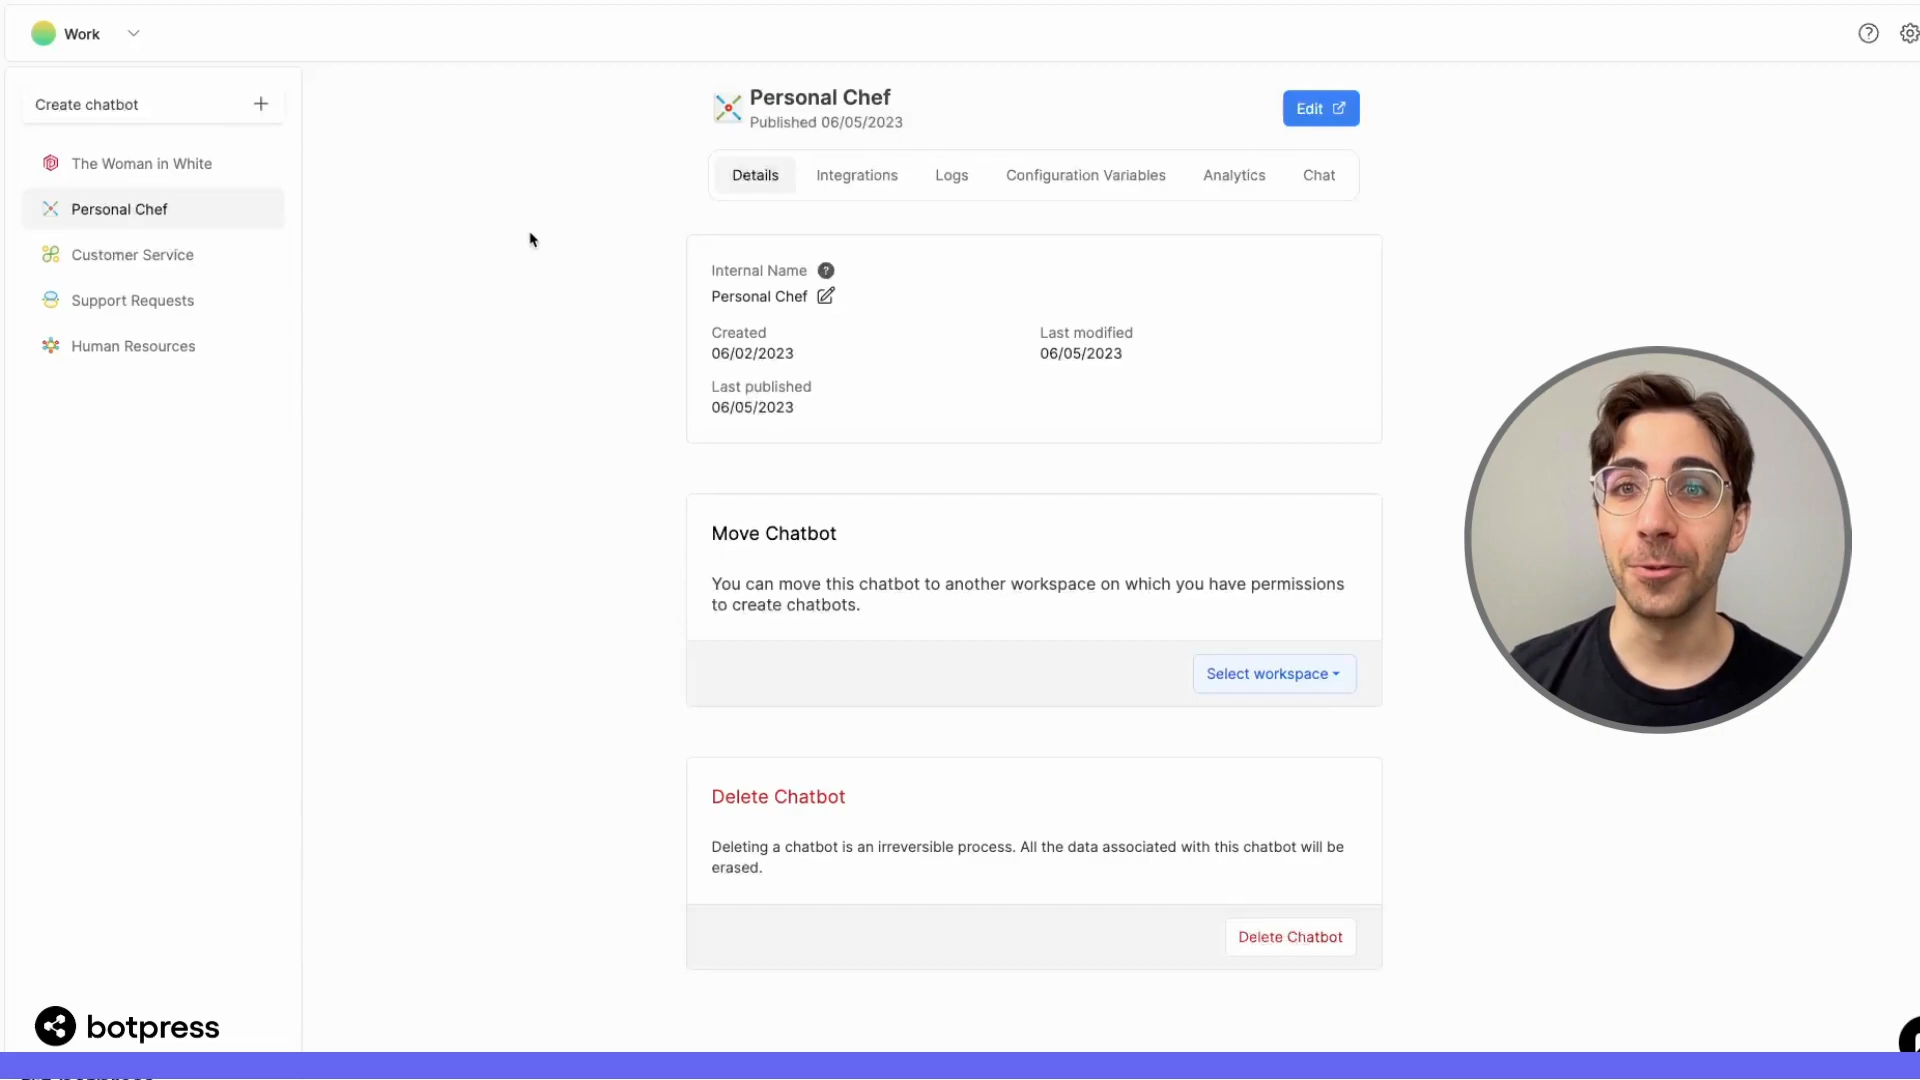 Work
Create chatbot
The Woman in White
Personal Chef
Customer Service
Support Requests
Human Resources
Personal Chef
Published 06/05/2023
Edit
Details
Integrations
Logs
Configuration Variables
Analytics
Chat
Internal Name
Personal Chef
Created
06/02/2023
Last modified
06/05/2023
Last published
06/05/2023
Move Chatbot
You can move this chatbot to another workspace on which you have permissions
to create chatbots.
Select workspace
Delete Chatbot
Deleting a chatbot is an irreversible process. All the data associated with this chatbot will be
erased.
Delete Chatbot
botpress